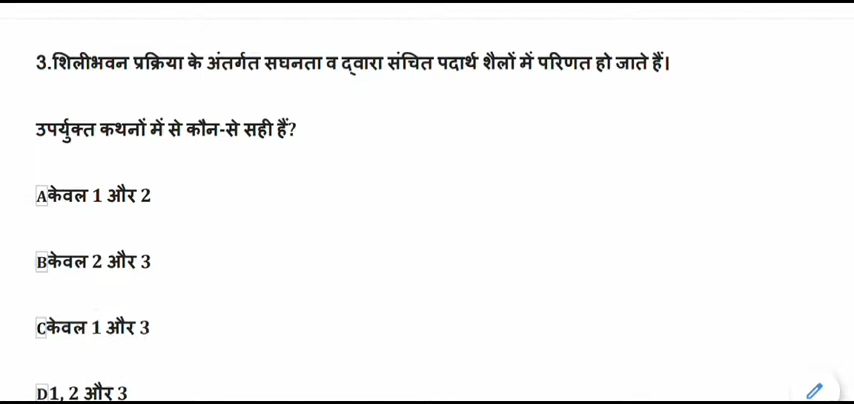 3.शिलीभवन प्रक्रिया के अंतर्गत सघनता व द्वारा संचित पदार्थ शैलों में परिणत हो जाते हैं।
उपर्युक्त कथनों में से कौन-से सही हैं?
Aकेवल 1 और 2
Bकेवल 2 और 3
Cकेवल 1 और 3
D1, 2 और 3